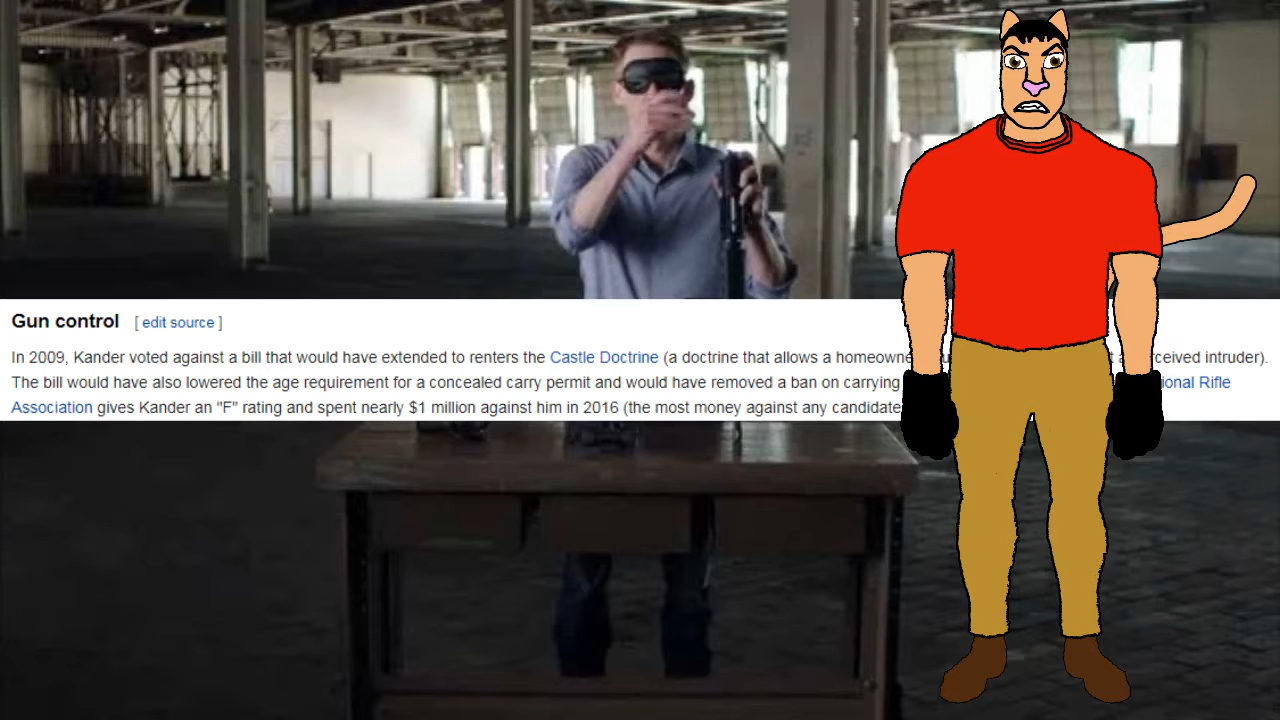 Gun control [ edit source ]
In 2009, Kander voted against a bill that would have extended to renters the Castle Doctrine (a doctrine that allows a intruder).
The bill would have also lowered the age requirement for a concealed carry permit and would have removed a ban on carrying Rifle
Association gives Kander an "F" rating and spent nearly $1 million against him in 2016 (the most money against any candidate